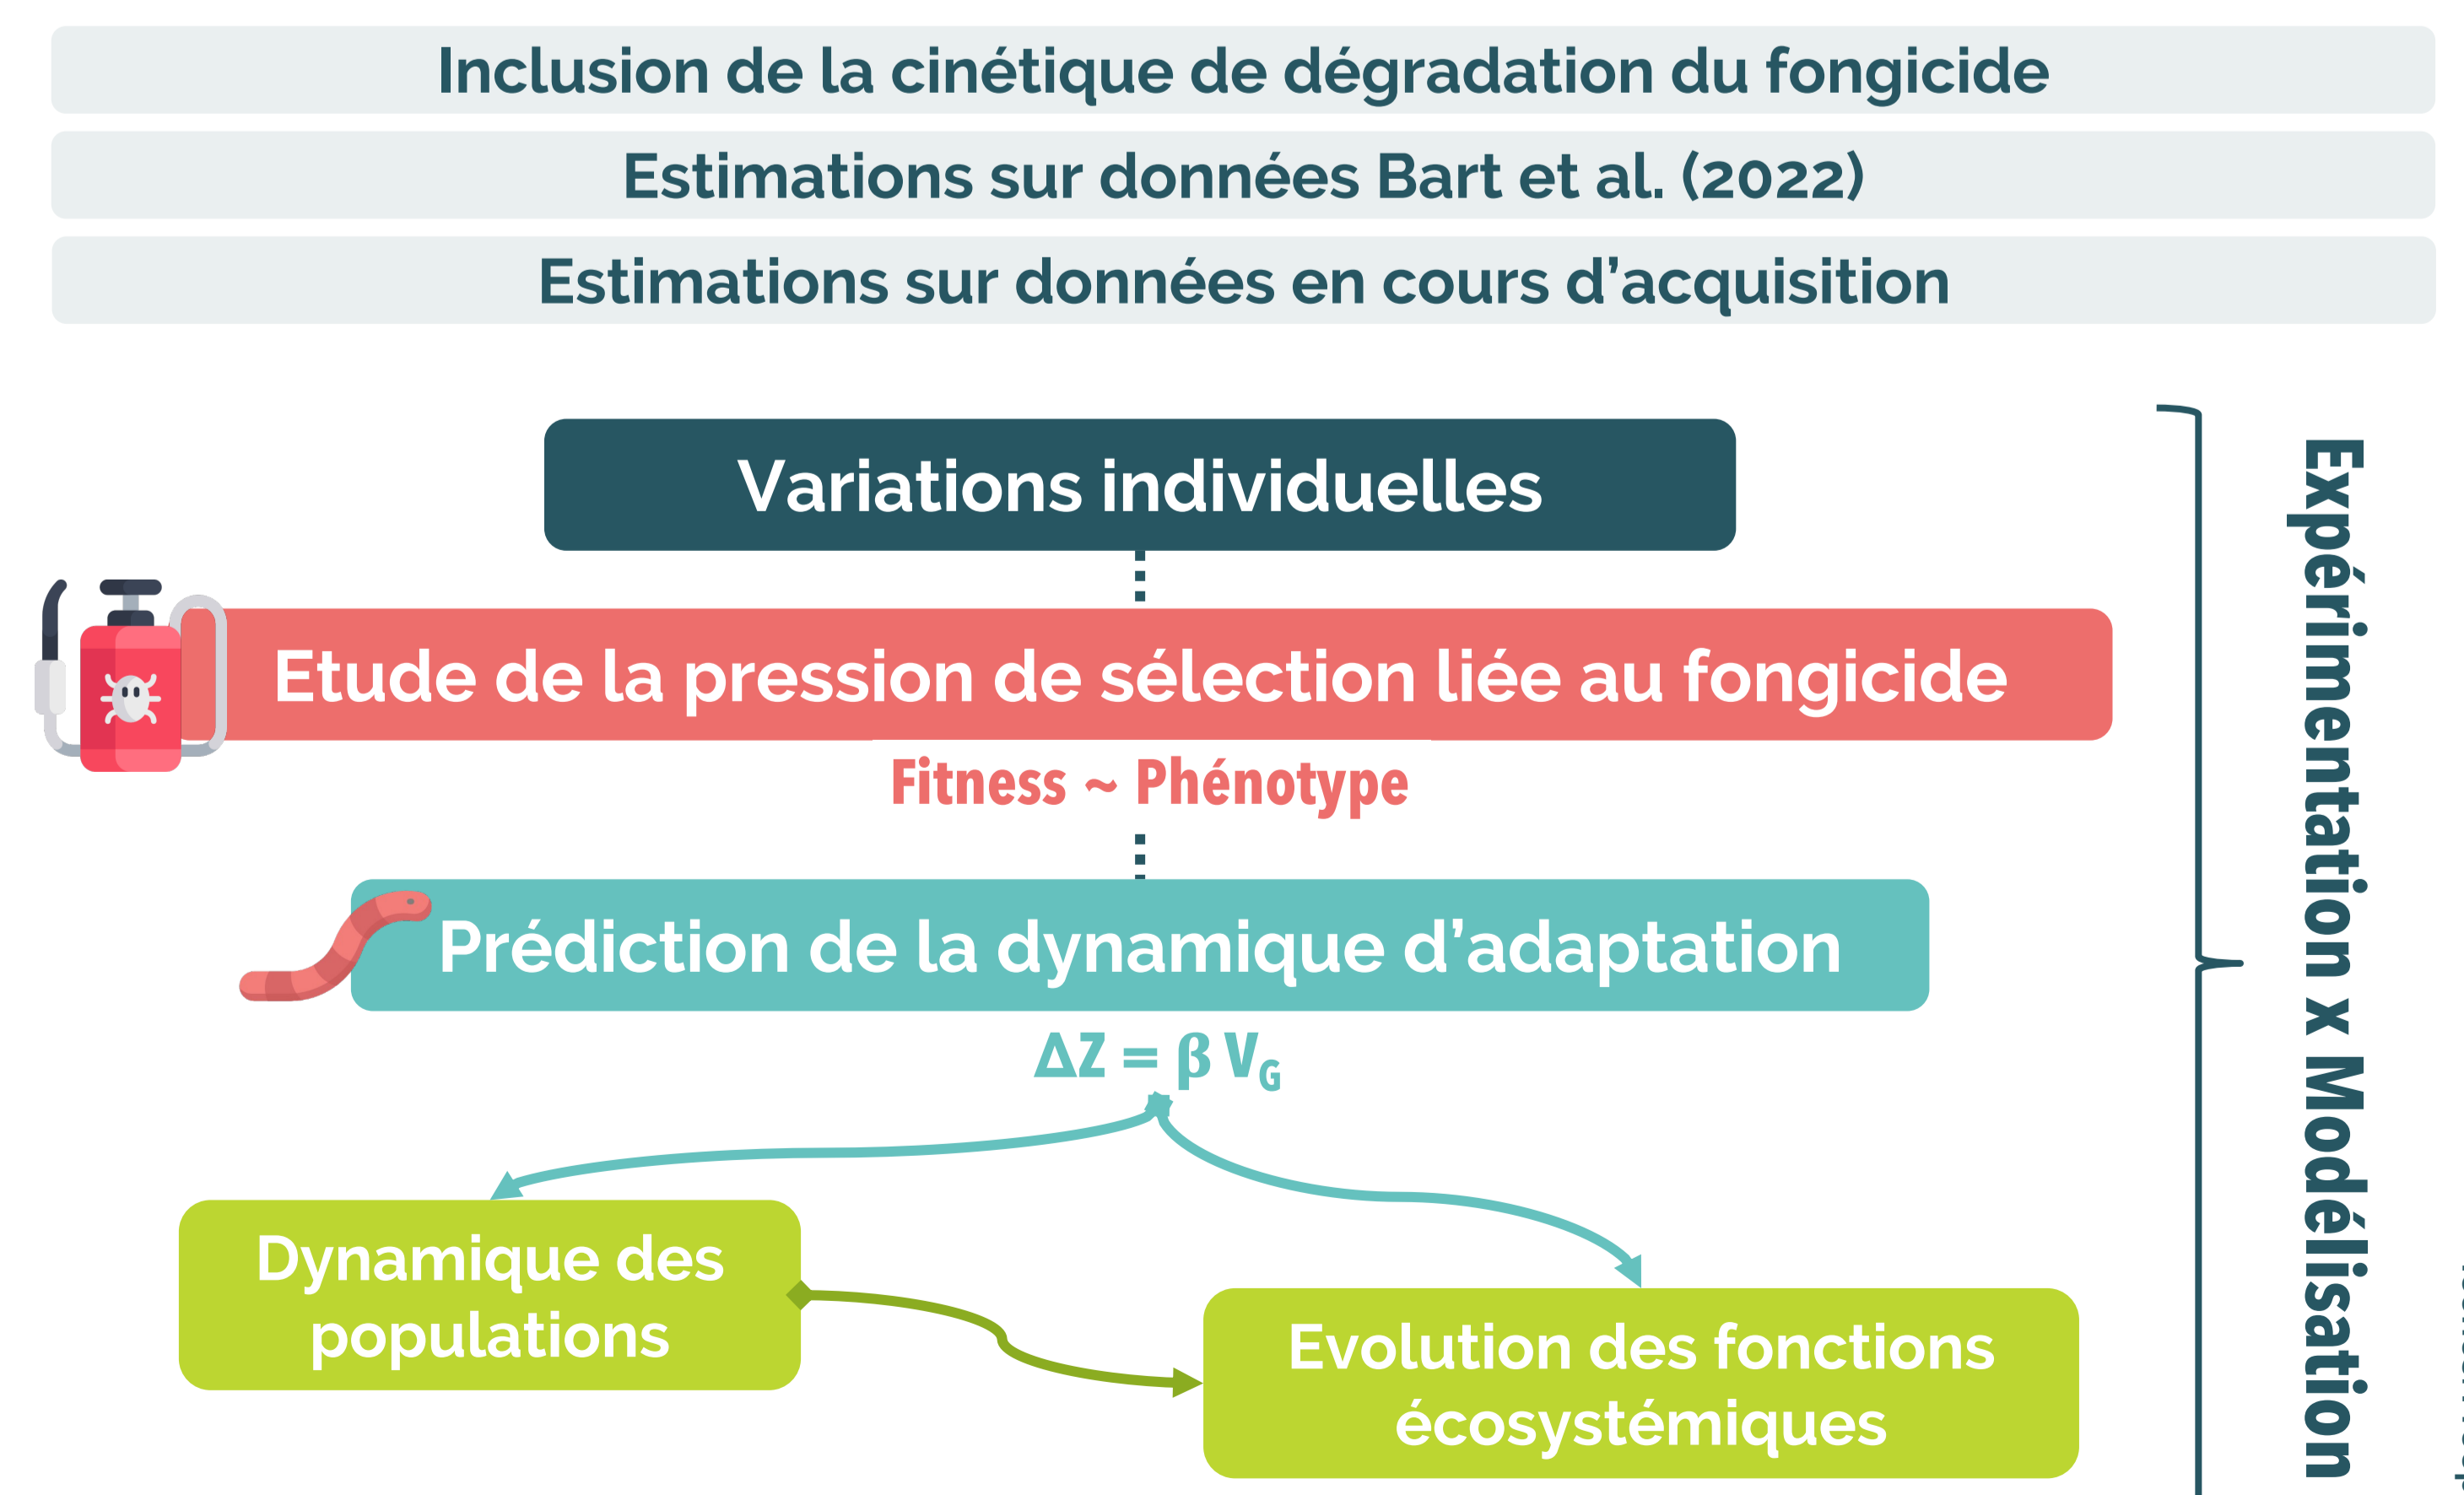 Inclusion de la cinétique de dégradation du fongicide
Estimations sur données Bart et al. (2022)
Estimations sur données en cour d'acquisition
Variations individuelles
Etude de la pression de sélection liée au fongicide
Fitness ~ Phénotype
Prédiction de la dynamique d'adaptation
ΔZ = β V_G
Dynamique des
populations
Evolution des fonctions
écosystémiques
Expérimentation x Modélisation